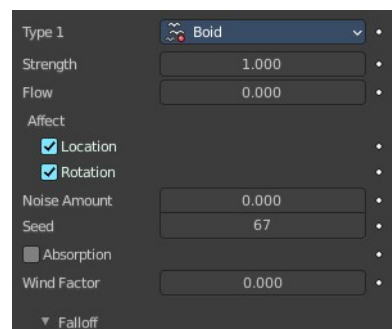 Type 1 Boid
Strength 1.000
Flow 0.000
Affect
Location
Rotation
Noise Amount 0.000
Seed 67
Absorption
Wind Factor 0.000
Falloff